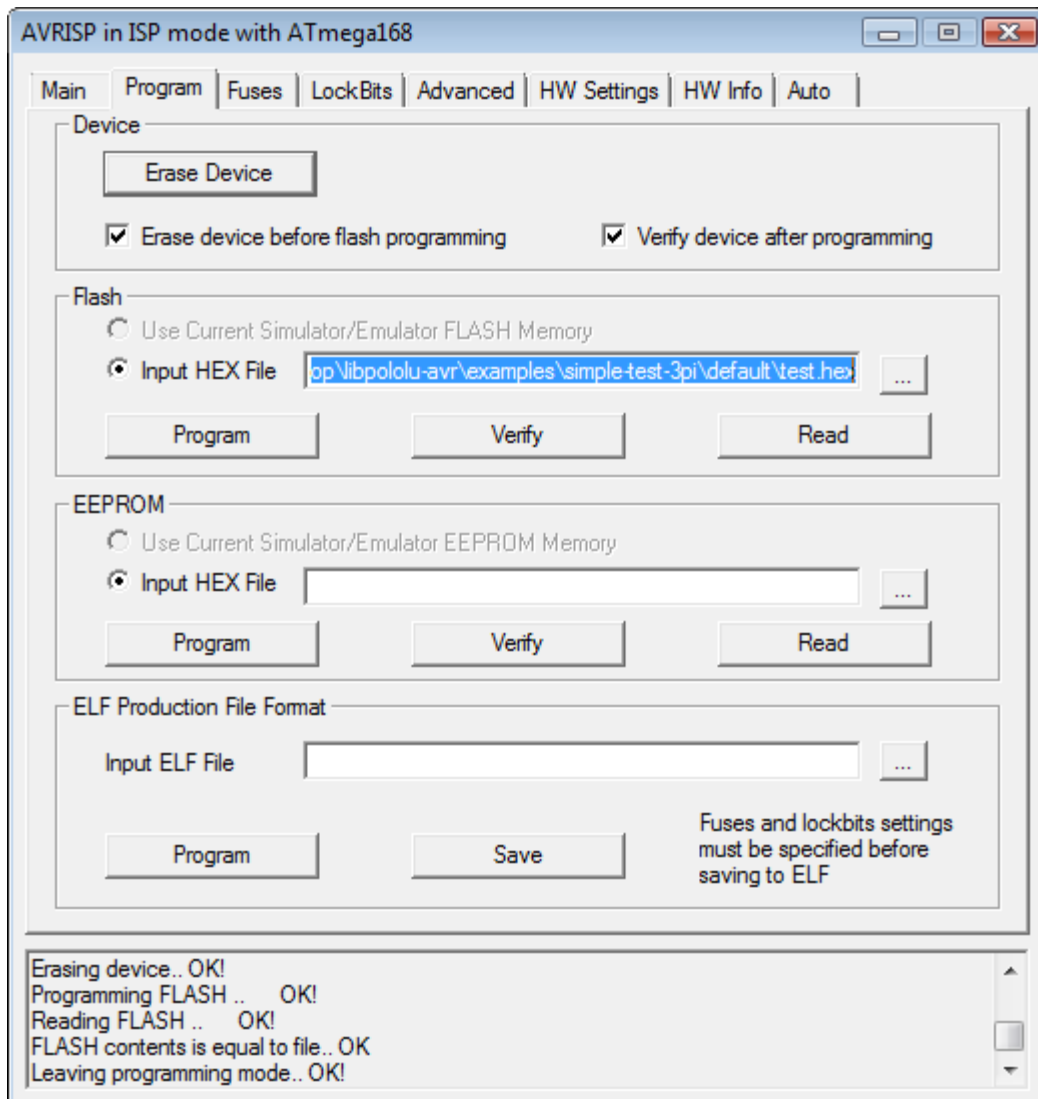 AVRISP in ISP mode with ATmega168
Main Program Fuses LockBits Advanced HW Settings HW Info Auto
Device
Erase Device
Erase device before flash programming Verify device after programming
Flash
Use Current Simulator/Emulator FLASH Memory
Input HEX File op\libpololu-avr\examples\simple-test-3pi\default\test.hex ...
Program Verify Read
EEPROM
Use Current Simulator/Emulator EEPROM Memory
Input HEX File ...
Program Verify Read
ELF Production File Format
Input ELF File ...
Fuses and lockbits settings
must be specified before
saving to ELF
Program Save
Erasing device.. OK!
Programming FLASH .. OK!
Reading FLASH .. OK!
FLASH contents is equal to file.. OK
Leaving programming mode.. OK!